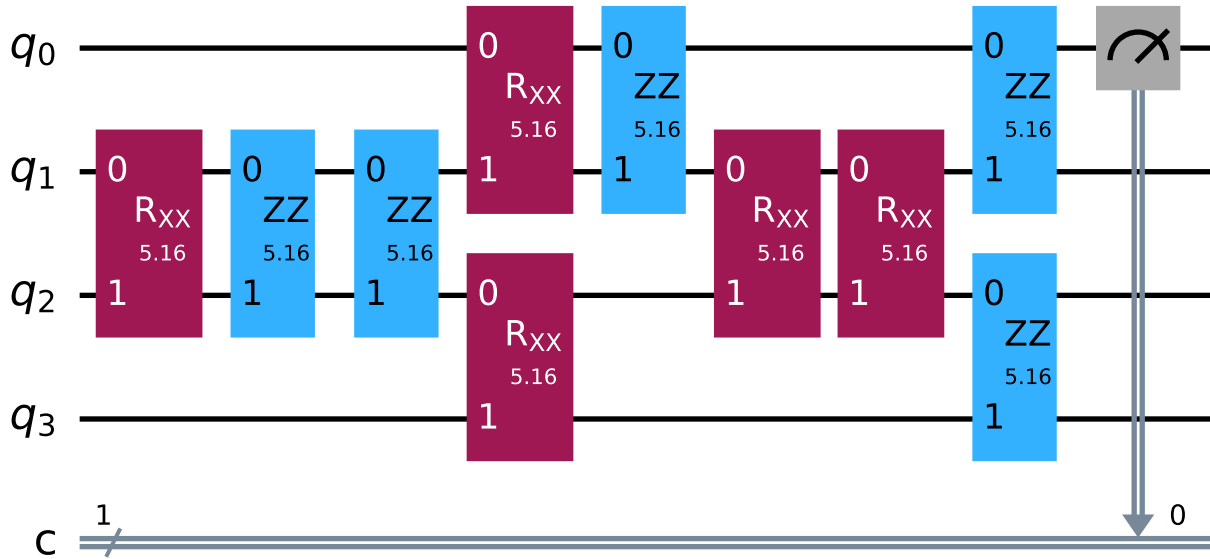 q0 0 RXX 5.16 1 0 ZZ 5.16 1 0 ZZ 5.16 1
q1 0 RXX 5.16 1 0 ZZ 5.16 1 0 ZZ 5.16 1 0 RXX 5.16 1 0 RXX 5.16 1
q2 0 RXX 5.16 1 0 ZZ 5.16 1
q3
c 1 0